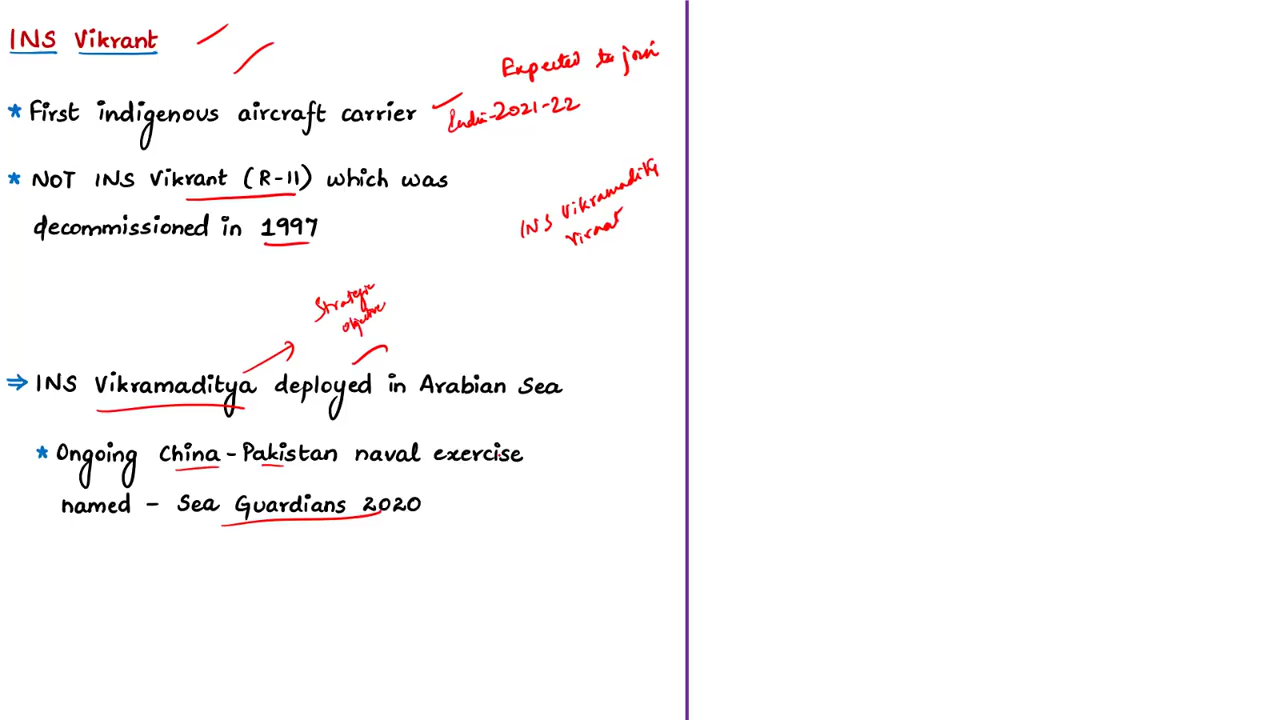 INS Vikrant
Expected to join
* First indigenous aircraft carrier
India-2021-22
* NOT INS Vikrant (R-11) which was
decommissioned in 1997
INS Vikramaditya
Viraat
Strategic
objective
⇒ INS Vikramaditya deployed in Arabian Sea
* Ongoing China-Pakistan naval exercise
named - Sea Guardians 2020